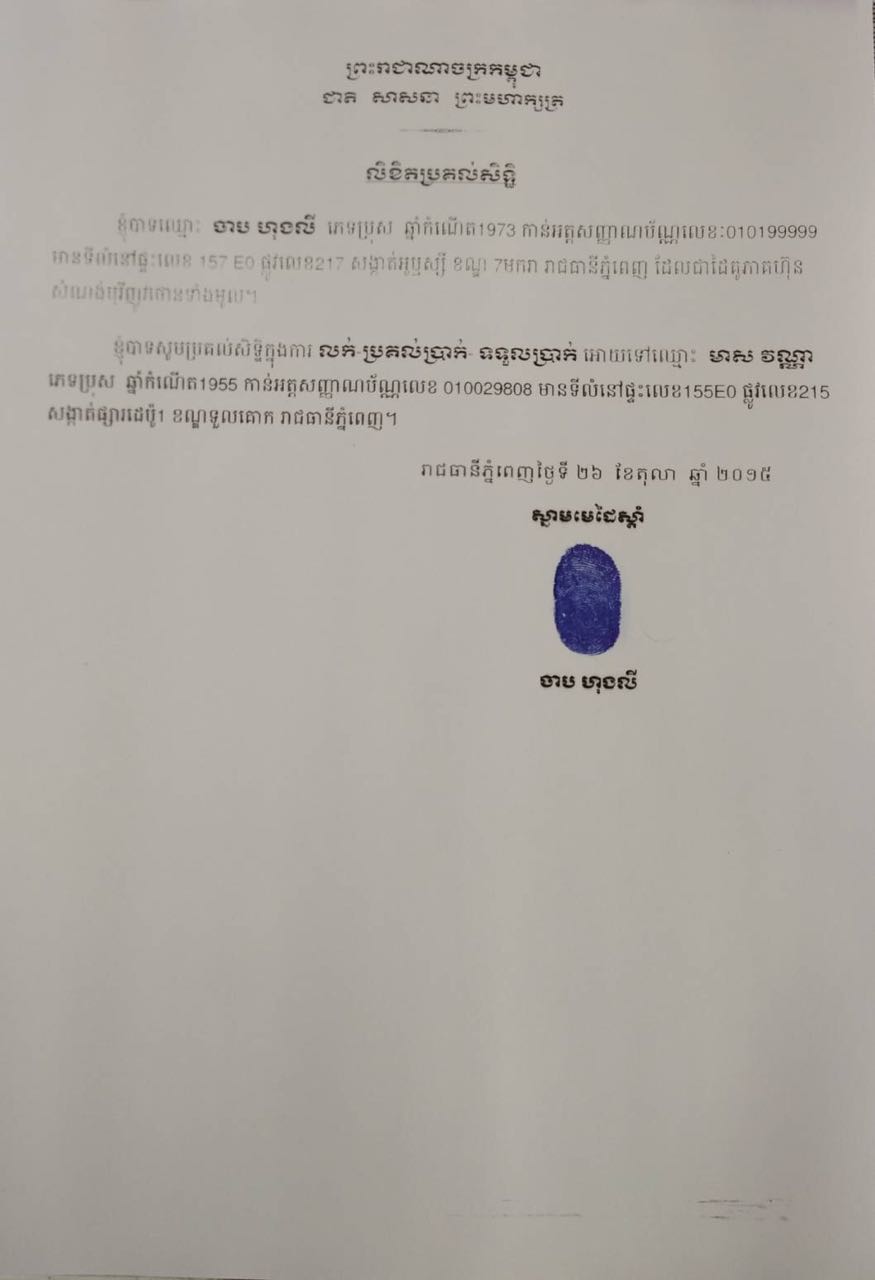 ព្រះរាជាណាចក្រកម្ពុជា
ជាតិ សាសនា ព្រះមហាក្សត្រ
លិខិតប្រគល់សិទ្ធិ
ខ្ញុំបាទឈ្មោះ ចាប ហុងលី ភេទប្រុស ឆ្នាំកំណើត1973 កាន់អត្តសញ្ញាណប័ណ្ណលេខ:010199999
មានទីលំនៅផ្ទះលេខ 157 E0 ផ្លូវលេខ217 សង្កាត់អូឫស្សី ខណ្ឌ 7មករា រាជធានីភ្នំពេញ ដែលជាដៃគូភាគហ៊ុន
សំណង់បុរី
ខ្ញុំបាទសូមប្រគល់សិទ្ធិក្នុងការ លក់-ប្រគល់ប្រាក់- ទទួលប្រាក់ អោយទៅឈ្មោះ មាស វណ្ណា
ភេទប្រុស ឆ្នាំកំណើត1955 កាន់អត្តសញ្ញាណប័ណ្ណលេខ 010029808 មានទីលំនៅផ្ទះលេខ155E0 ផ្លូវលេខ215
សង្កាត់ផ្សារដេប៉ូ1 ខណ្ឌទួលគោក រាជធានីភ្នំពេញ។
រាជធានីភ្នំពេញថ្ងៃទី ២៦ ខែតុលា ឆ្នាំ ២០១៥
ស្នាមមេដៃស្តាំ
ចាប ហុងលី